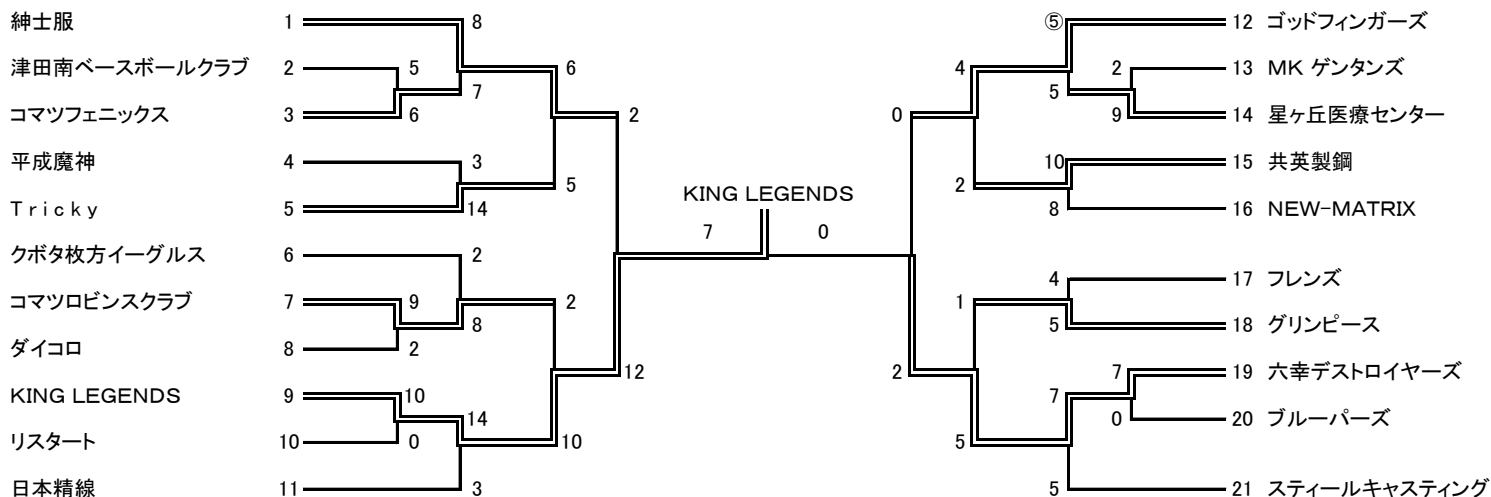 紳士服 1 8 ⑤ 12 ゴッドフィンガーズ
津田南ベースボールクラブ 2 5 6 4 2 13 MK ゲンタンズ
7 5
コマツフェニックス 3 6 2 0 9 14 星ヶ丘医療センター
平成魔神 4 3 10 15 共英製鋼
5 KING LEGENDS 2
Tricky 5 14 8 16 NEW-MATRIX
7 0
クボタ枚方イーグルス 6 2
4 17 フレンズ
コマツロビンスクラブ 7 9 2 1
8 5 18 グリンピース
ダイコロ 8 2
12 2 7 19 六幸デストロイヤーズ
KING LEGENDS 9 10 7
14 0 20 ブルーパーズ
リスタート 10 0 10 5
日本精線 11 3 5 21 スティールキャスティング